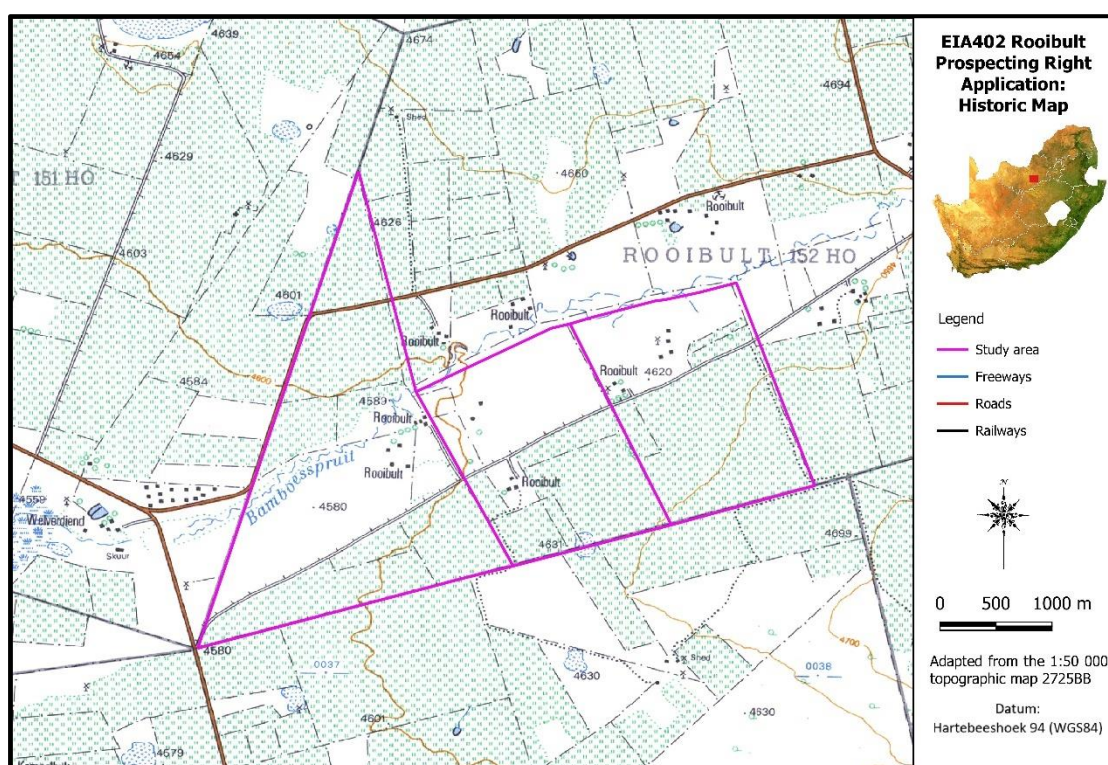 4639
4674
4654
4694
Shed
4629
T 151 HO
4660
Rooibult
4626
4603
ROOIBULT 152 HO
4601
4660
Rooibult
Rooibult
4600
4584
4589
Rooibult
4620
Rooibult
Rooibult
Bamboesspruit
4580
Rooibult
4559
Welverdiend
Skuur
4631
4699
4580
0037
4630
Shed
0038
4700
4601
4630
4579
EIA402 Rooibult
Prospecting Right
Application:
Historic Map
Legend
Study area
Freeways
Roads
Railways
N
0 500 1000 m
Adapted from the 1:50 000
topographic map 2725BB
Datum:
Hartebeeshoek 94 (WGS84)